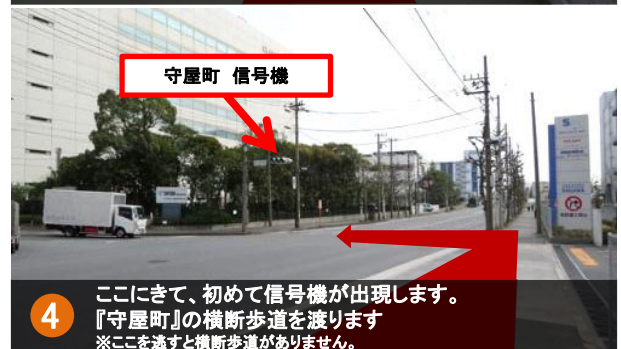 守屋町 信号機
4
ここにきて、初めて信号機が出現します。
『守屋町』の横断歩道を渡ります
※ここを逃すと横断歩道がありません。